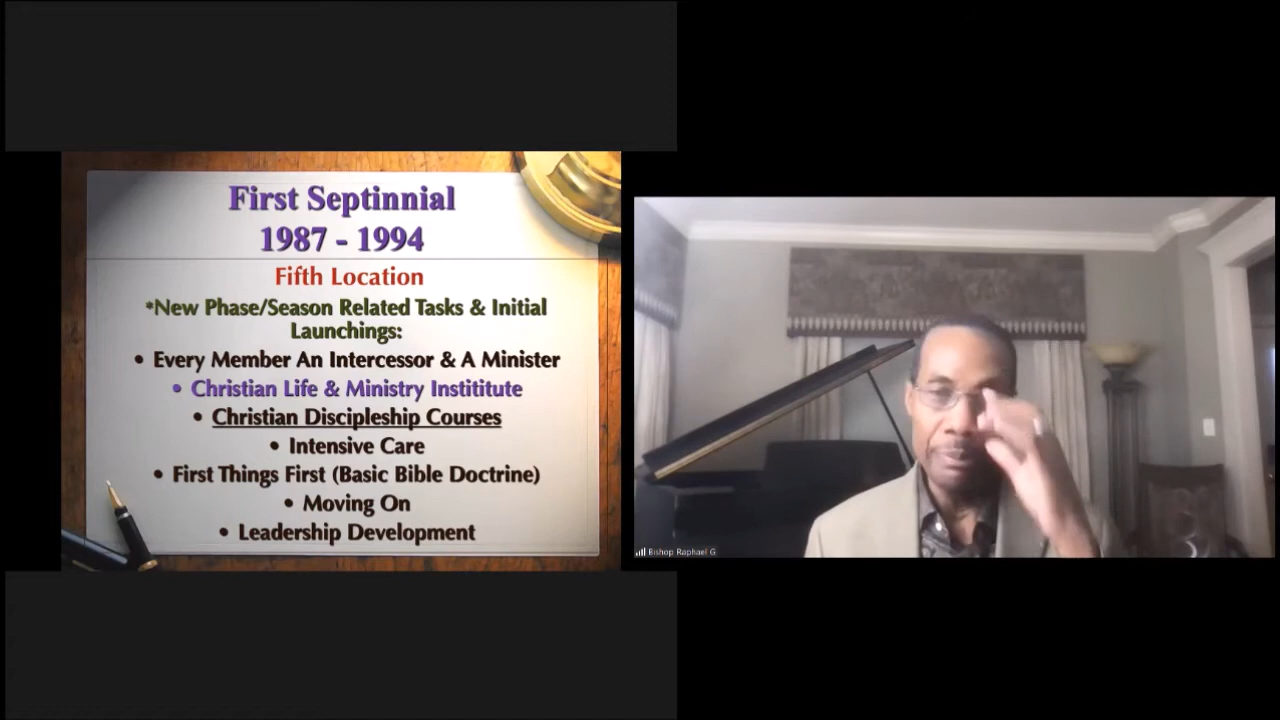 First Septinnial
1987 - 1994
Fifth Location
*New Phase/Season Related Tasks & Initial
Launchings:
• Every Member An Intercessor & A Minister
• Christian Life & Ministry Instititute
• Christian Discipleship Courses
• Intensive Care
• First Things First (Basic Bible Doctrine)
• Moving On
• Leadership Development
Bishop Raphael G